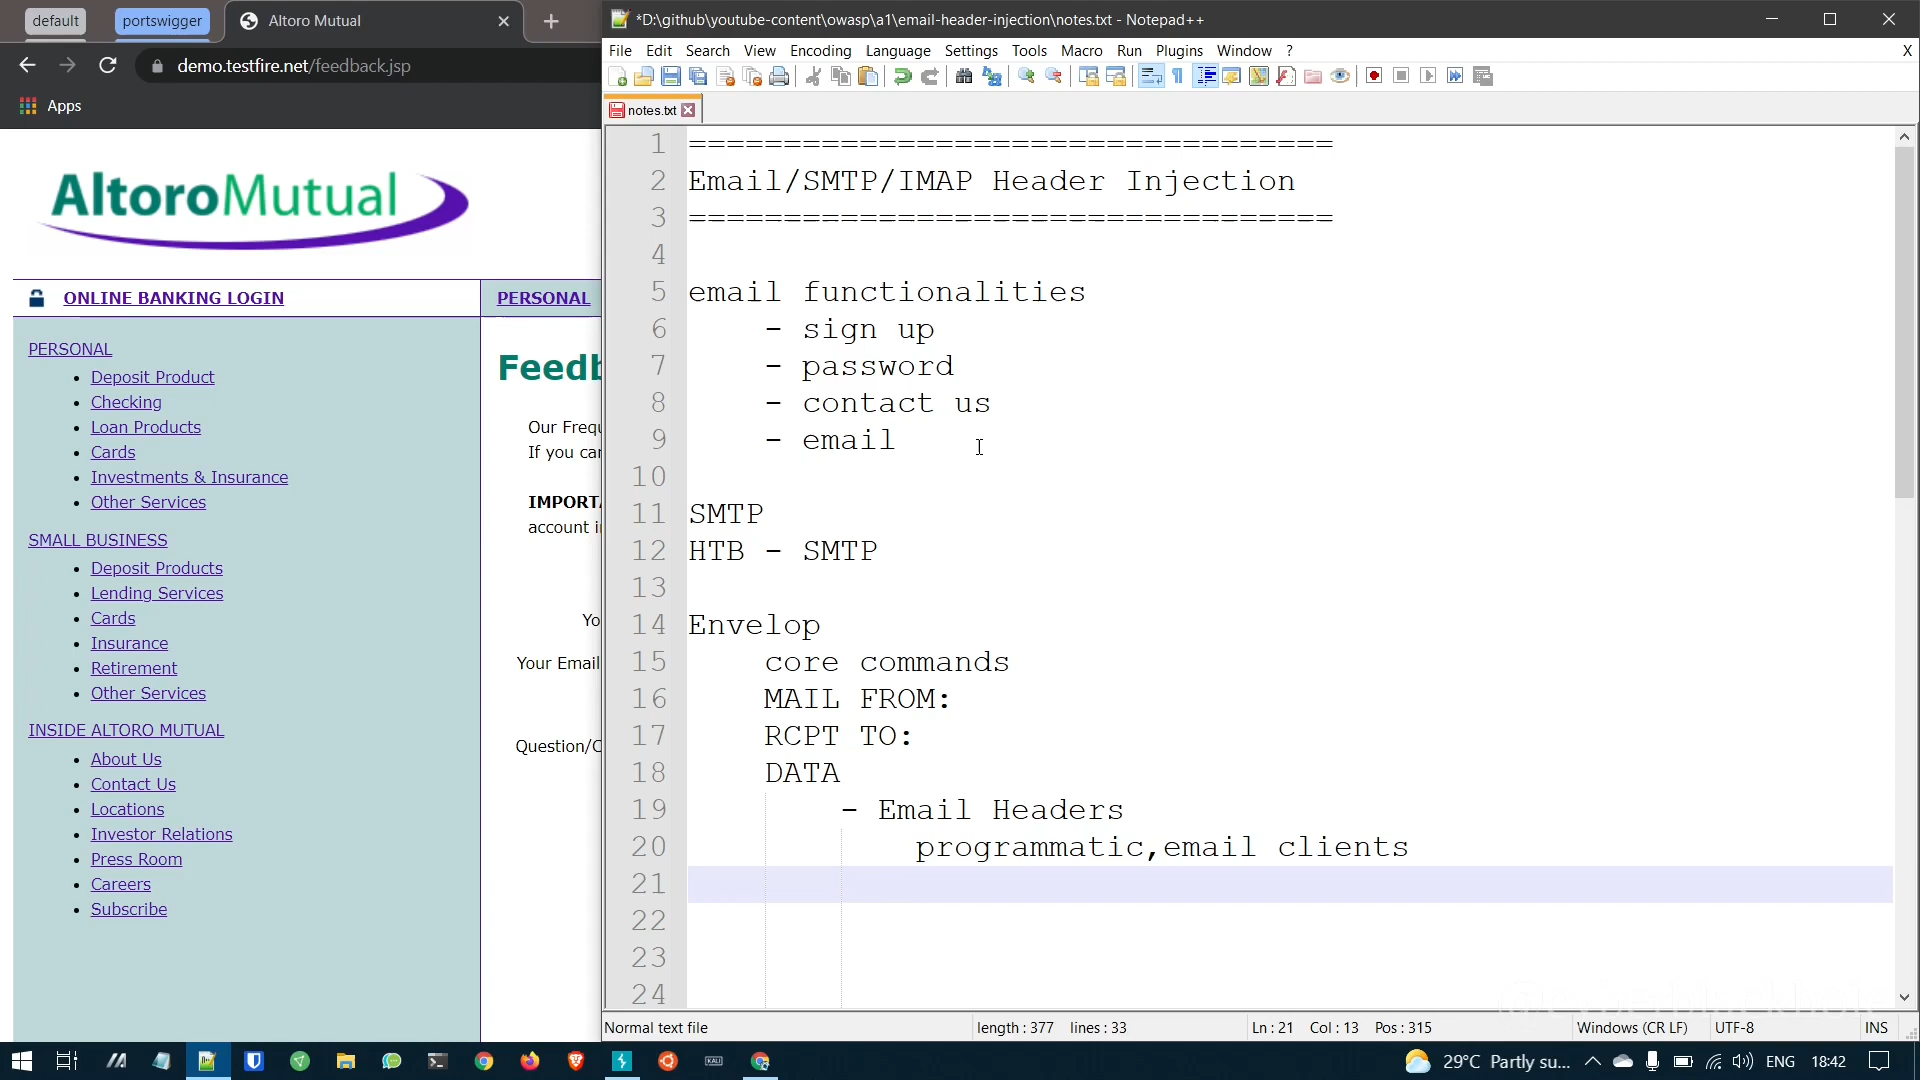 default
portswigger
Altoro Mutual
demo.testfire.net/feedback.jsp
Apps
AltoroMutual
ONLINE BANKING LOGIN
PERSONAL
PERSONAL
Deposit Product
Checking
Loan Products
Cards
Investments & Insurance
Other Services
SMALL BUSINESS
Deposit Products
Lending Services
Cards
Insurance
Retirement
Other Services
INSIDE ALTORO MUTUAL
About Us
Contact Us
Locations
Investor Relations
Press Room
Careers
Subscribe
Feedb
Our Frequ
If you car
IMPORTA
account i
Yo
Your Email
Question/C
*D:\github\youtube-content\owasp\a1\email-header-injection\notes.txt - Notepad++
File Edit Search View Encoding Language Settings Tools Macro Run Plugins Window ? X
notes.txt
1 ==================================
2 Email/SMTP/IMAP Header Injection
3 ==================================
4
5 email functionalities
6 - sign up
7 - password
8 - contact us
9 - email
10
11 SMTP
12 HTB - SMTP
13
14 Envelop
15 core commands
16 MAIL FROM:
17 RCPT TO:
18 DATA
19 - Email Headers
20 programmatic,email clients
21
22
23
24
Normal text file length : 377 lines : 33 Ln : 21 Col : 13 Pos : 315 Windows (CR LF) UTF-8 INS
29°C Partly su... ENG 18:42